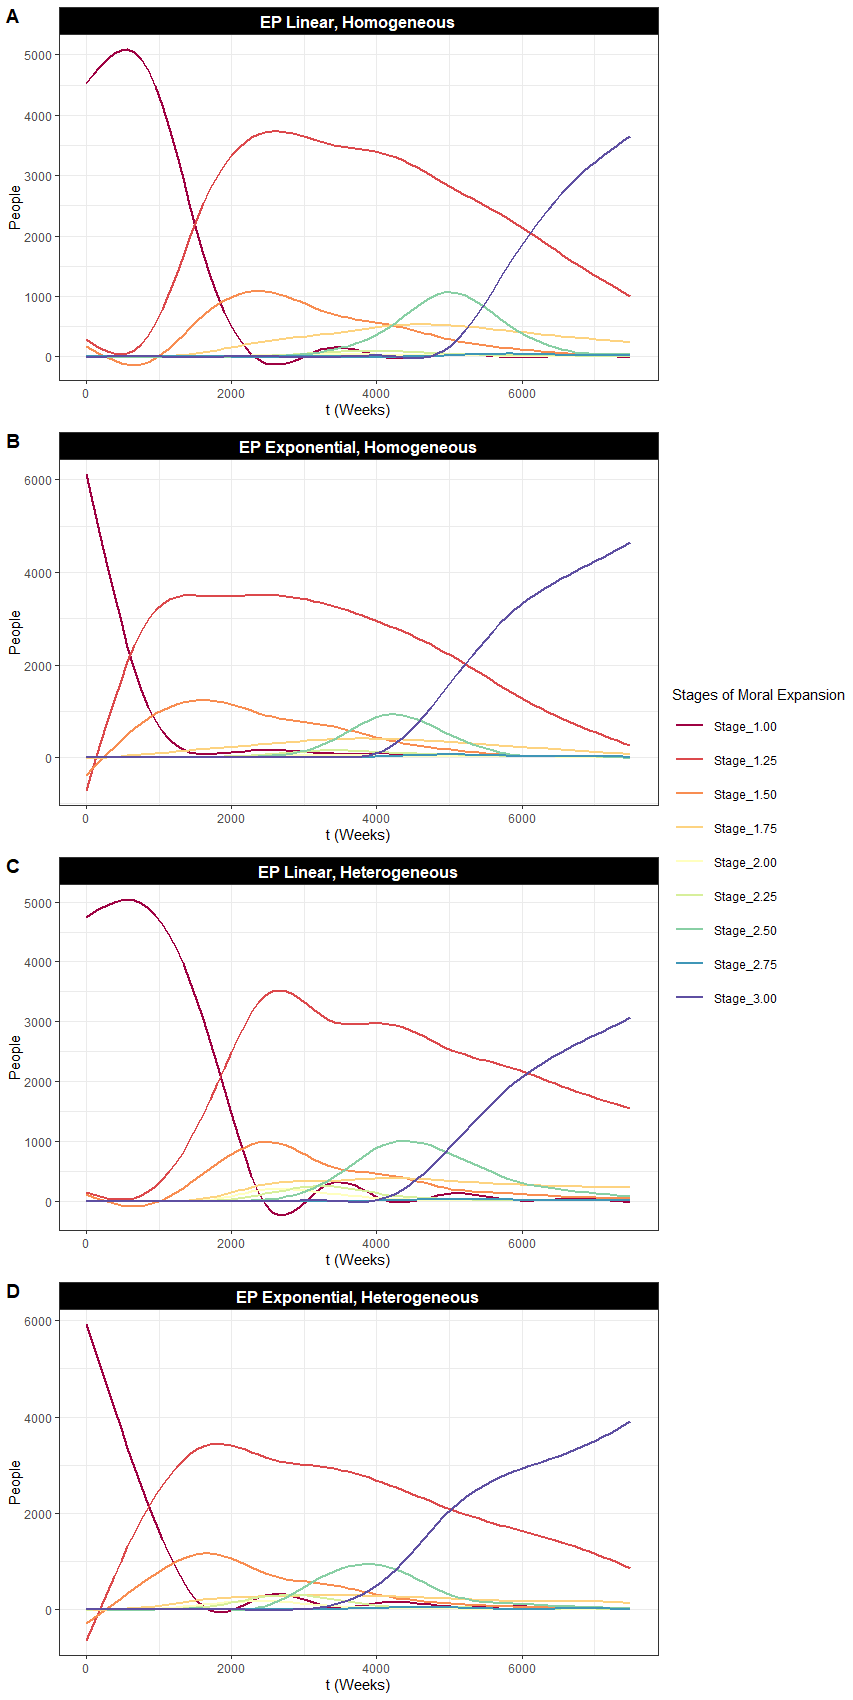 A
EP Linear, Homogeneous
5000
4000
3000
2000
1000
0
People
0 2000 4000 6000
t (Weeks)
B
EP Exponential, Homogeneous
6000
4000
2000
0
People
0 2000 4000 6000
t (Weeks)
C
EP Linear, Heterogeneous
5000
4000
3000
2000
1000
0
People
0 2000 4000 6000
t (Weeks)
D
EP Exponential, Heterogeneous
6000
4000
2000
0
People
0 2000 4000 6000
t (Weeks)
Stages of Moral Expansion
Stage_1.00
Stage_1.25
Stage_1.50
Stage_1.75
Stage_2.00
Stage_2.25
Stage_2.50
Stage_2.75
Stage_3.00